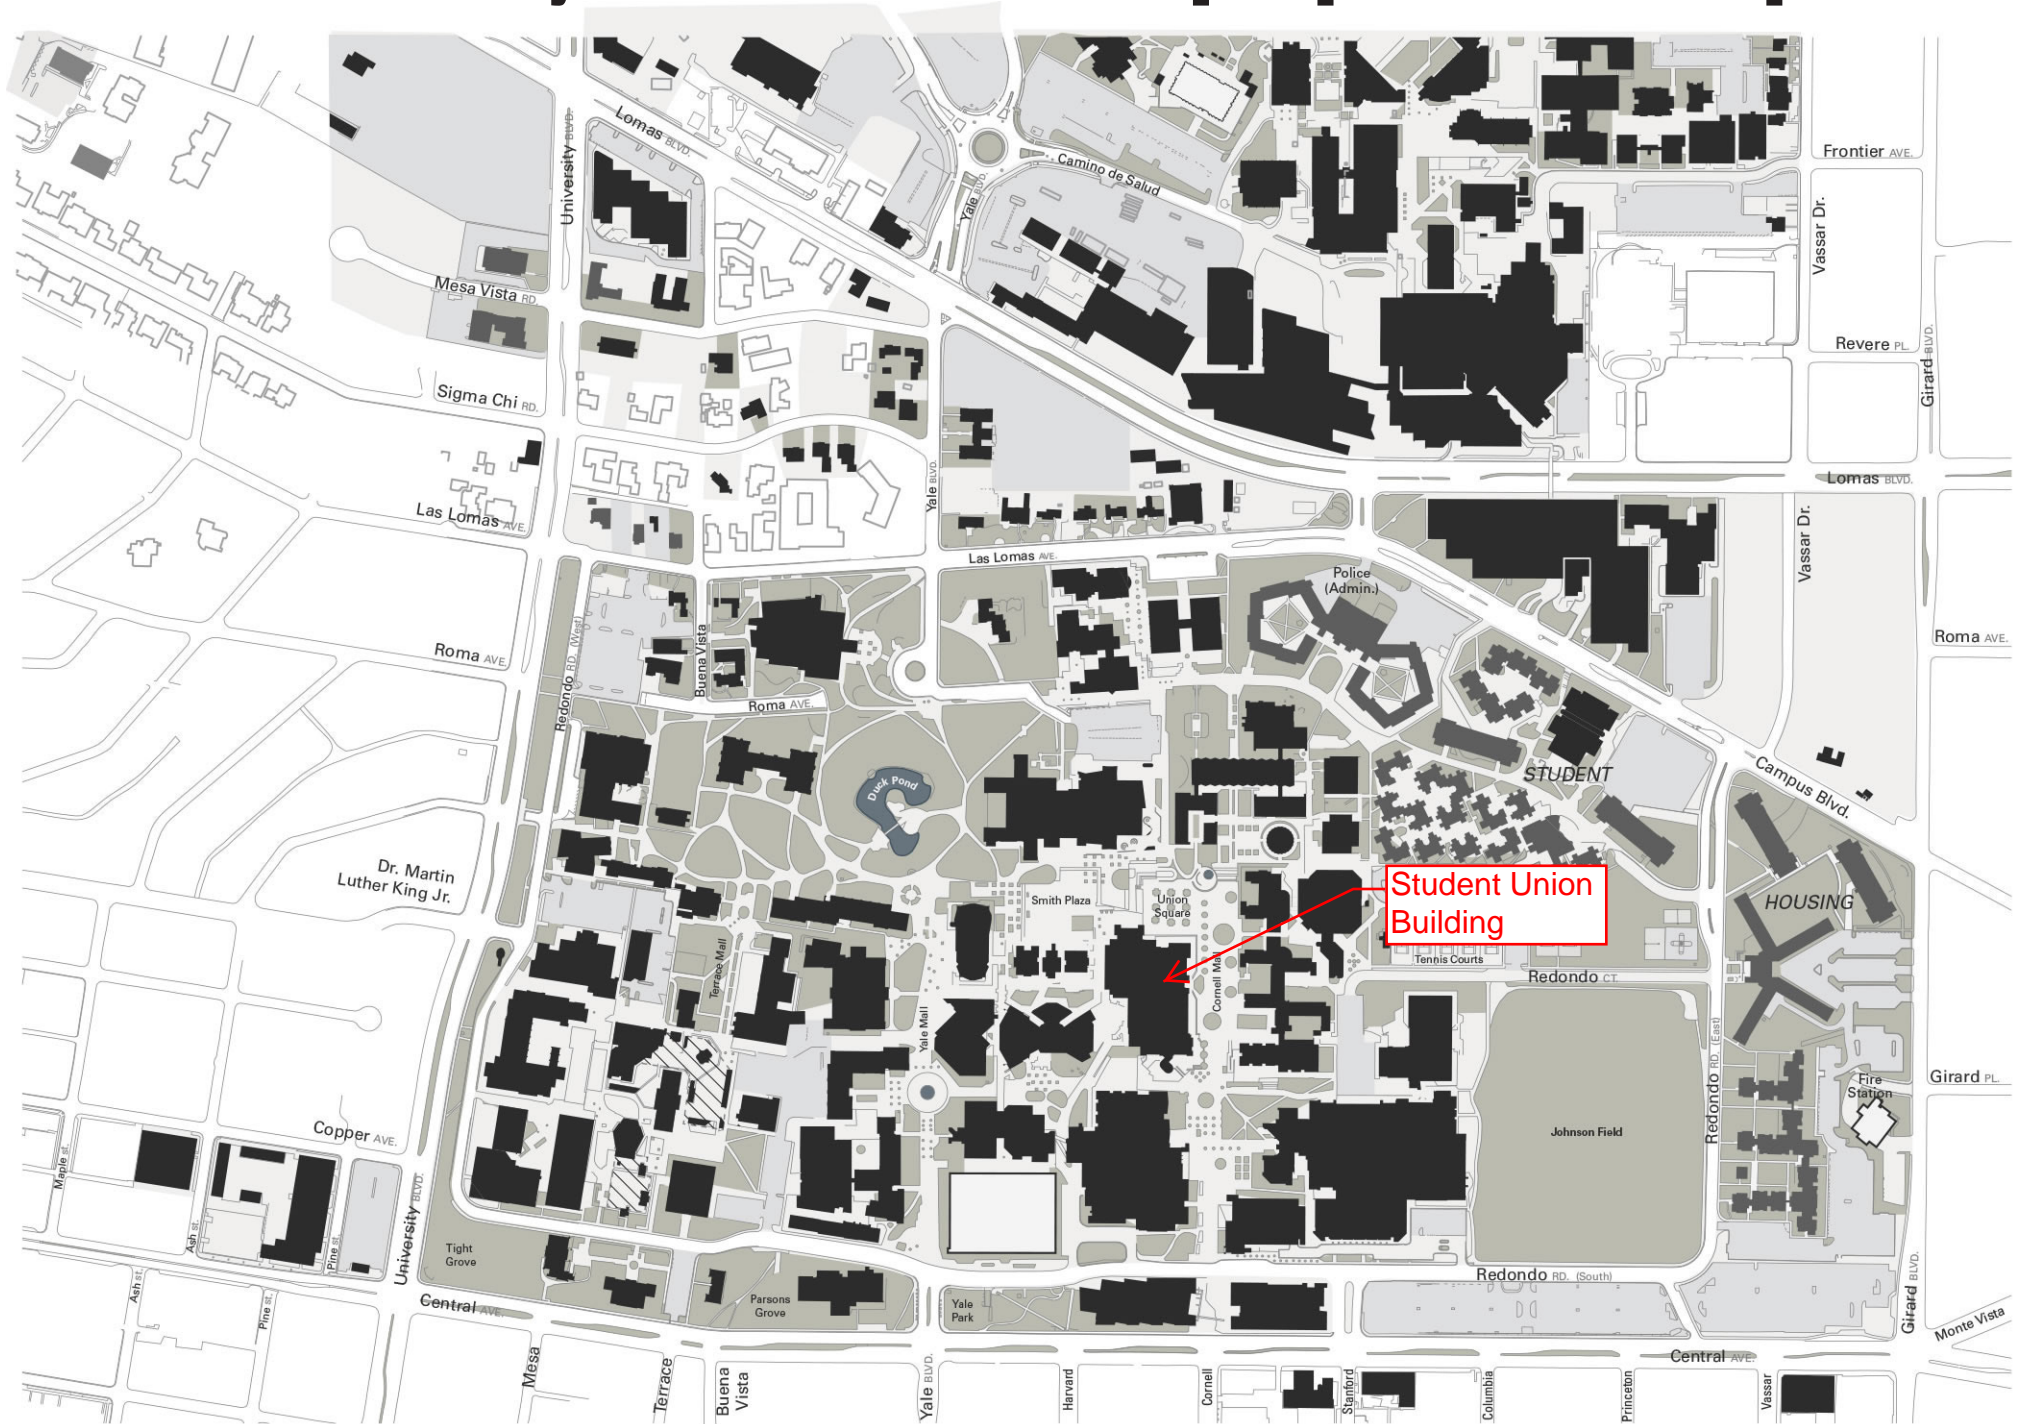 Lomas BLVD.
University BLVD.
Camino de Salud
Yale BLVD.
Frontier AVE.
Vassar Dr.
Mesa Vista RD.
Revere PL.
Girard BLVD.
Sigma Chi RD.
Yale BLVD.
Lomas BLVD.
Las Lomas AVE.
Vassar Dr.
Las Lomas AVE.
Police
(Admin.)
Roma AVE.
Redondo RD. (West)
Buena Vista
Roma AVE.
Roma AVE.
Duck Pond
STUDENT
Campus Blvd.
Dr. Martin
Luther King Jr.
Smith Plaza
Union
Square
Student Union
Building
HOUSING
Terrace Mall
Cornell Mall
Tennis Courts
Redondo CT.
Yale Mall
Redondo RD. (East)
Fire
Station
Girard PL.
Copper AVE.
Johnson Field
Maple st.
Ash st.
Pine st.
University BLVD.
Tight
Grove
Parsons
Grove
Yale
Park
Redondo RD. (South)
Girard BLVD.
Monte Vista
Ash st.
Pine st.
Central AVE.
Central AVE.
Mesa
Terrace
Buena
Vista
Yale BLVD.
Harvard
Cornell
Stanford
Columbia
Princeton
Vassar